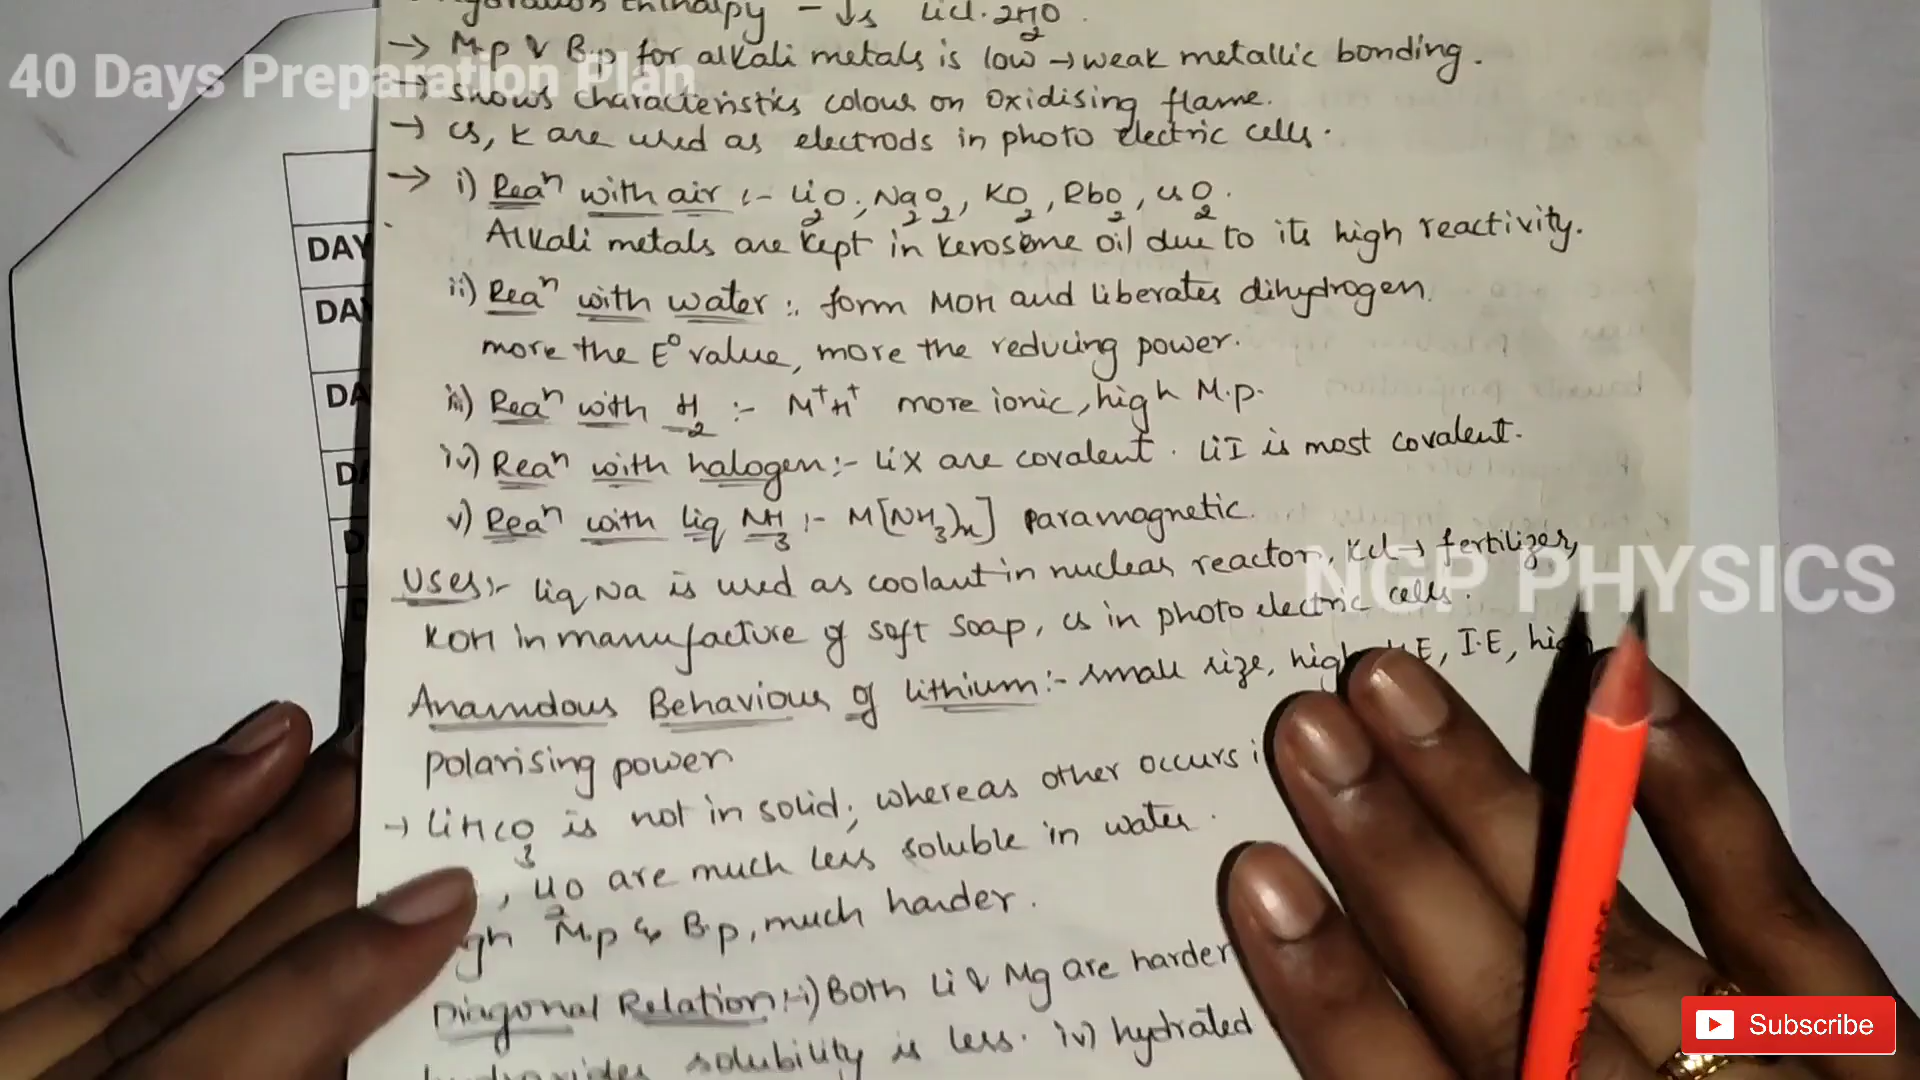 Enthalpy - ↓s LiCl.2H₂O.
40 Days Preparation Plan
→ M.p & B.p for alkali metals is low → weak metallic bonding.
→ shows characteristics colour on oxidising flame.
→ Cs, K are used as electrods in photo electric cells.
→ i) Reaⁿ with air :- Li₂O, Na₂O₂, KO₂, RbO₂, CsO₂.
Alkali metals are kept in kerosene oil due to its high reactivity.
ii) Reaⁿ with water :. form MOH and liberates dihydrogen.
more the E⁰ value, more the reducing power.
iii) Reaⁿ with H₂ :- M⁺H⁺ more ionic, high M.p.
iv) Reaⁿ with halogen :- LiX are covalent. LiI is most covalent.
v) Reaⁿ with liq NH₃ :- M[NH₃)x] paramagnetic.
Uses:- liq Na is used as coolant in nuclear reactor, KCl → fertilizer,
NGP PHYSICS
KOH in manufacture of soft soap, Cs in photo electric cells.
Behaviour of lithium:- small size, high H.E, I.E, high
polarising power
→ LiHCO₃ is not in solid, whereas other occurs i
, Li₂O are much less soluble in water.
M.p & B.p, much harder.
Diagonal Relation :- i) Both Li & Mg are harder
solubility is less. iv) hydrated
DAY
DA
DA
DA
D
Subscribe